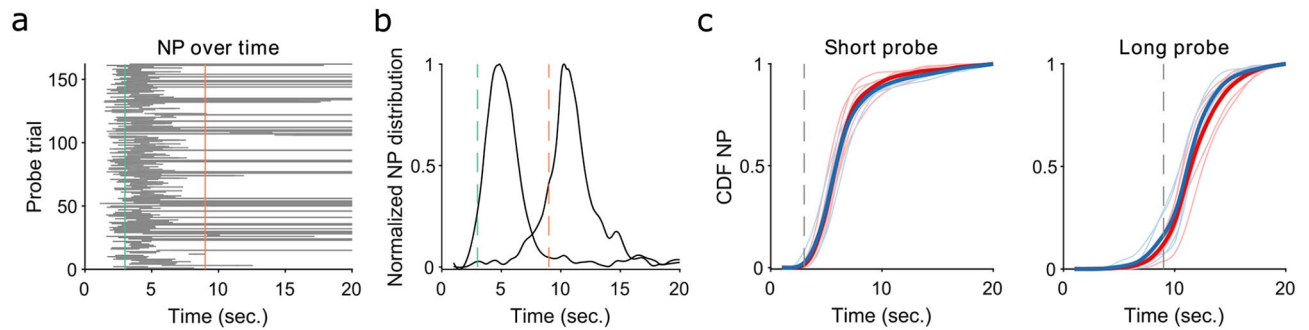 a
NP over time
Probe trial
150
100
50
0
0 5 10 15 20
Time (sec.)
b
Normalized NP distribution
1
0.5
0
0 5 10 15 20
Time (sec.)
c
Short probe
CDF NP
1
0.5
0
0 10 20
Time (sec.)
Long probe
1
0.5
0
0 10 20
Time (sec.)